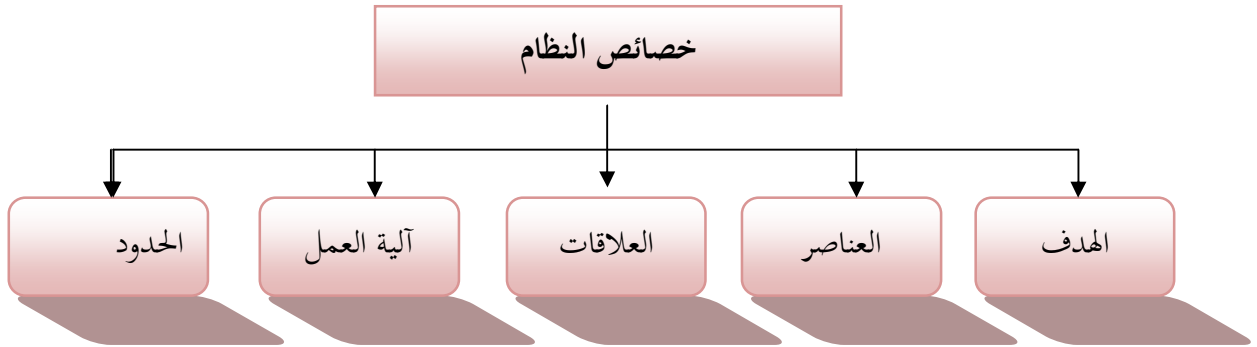 خصائص النظام
الهدف
العناصر
العلاقات
آلية العمل
الحدود